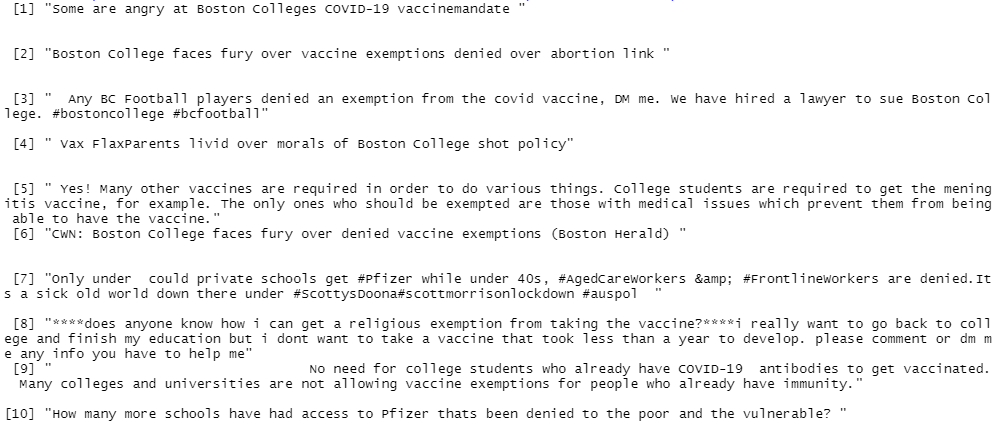 [1] "Some are angry at Boston Colleges COVID-19 vaccinemandate "
[2] "Boston College faces fury over vaccine exemptions denied over abortion link "
[3] "  Any BC Football players denied an exemption from the covid vaccine, DM me. We have hired a lawyer to sue Boston Col
lege. #bostoncollege #bcfootball"
[4] " Vax FlaxParents livid over morals of Boston College shot policy"
[5] " Yes! Many other vaccines are required in order to do various things. College students are required to get the mening
itis vaccine, for example. The only ones who should be exempted are those with medical issues which prevent them from being
able to have the vaccine."
[6] "CWN: Boston College faces fury over denied vaccine exemptions (Boston Herald) "
[7] "Only under  could private schools get #Pfizer while under 40s, #AgedCareWorkers &amp; #FrontlineWorkers are denied.It
s a sick old world down there under #ScottysDoona#scottmorrisonlockdown #auspol  "
[8] "****does anyone know how i can get a religious exemption from taking the vaccine?****i really want to go back to coll
ege and finish my education but i dont want to take a vaccine that took less than a year to develop. please comment or dm m
e any info you have to help me"
[9] "                              No need for college students who already have COVID-19  antibodies to get vaccinated.
Many colleges and universities are not allowing vaccine exemptions for people who already have immunity."
[10] "How many more schools have had access to Pfizer thats been denied to the poor and the vulnerable? "